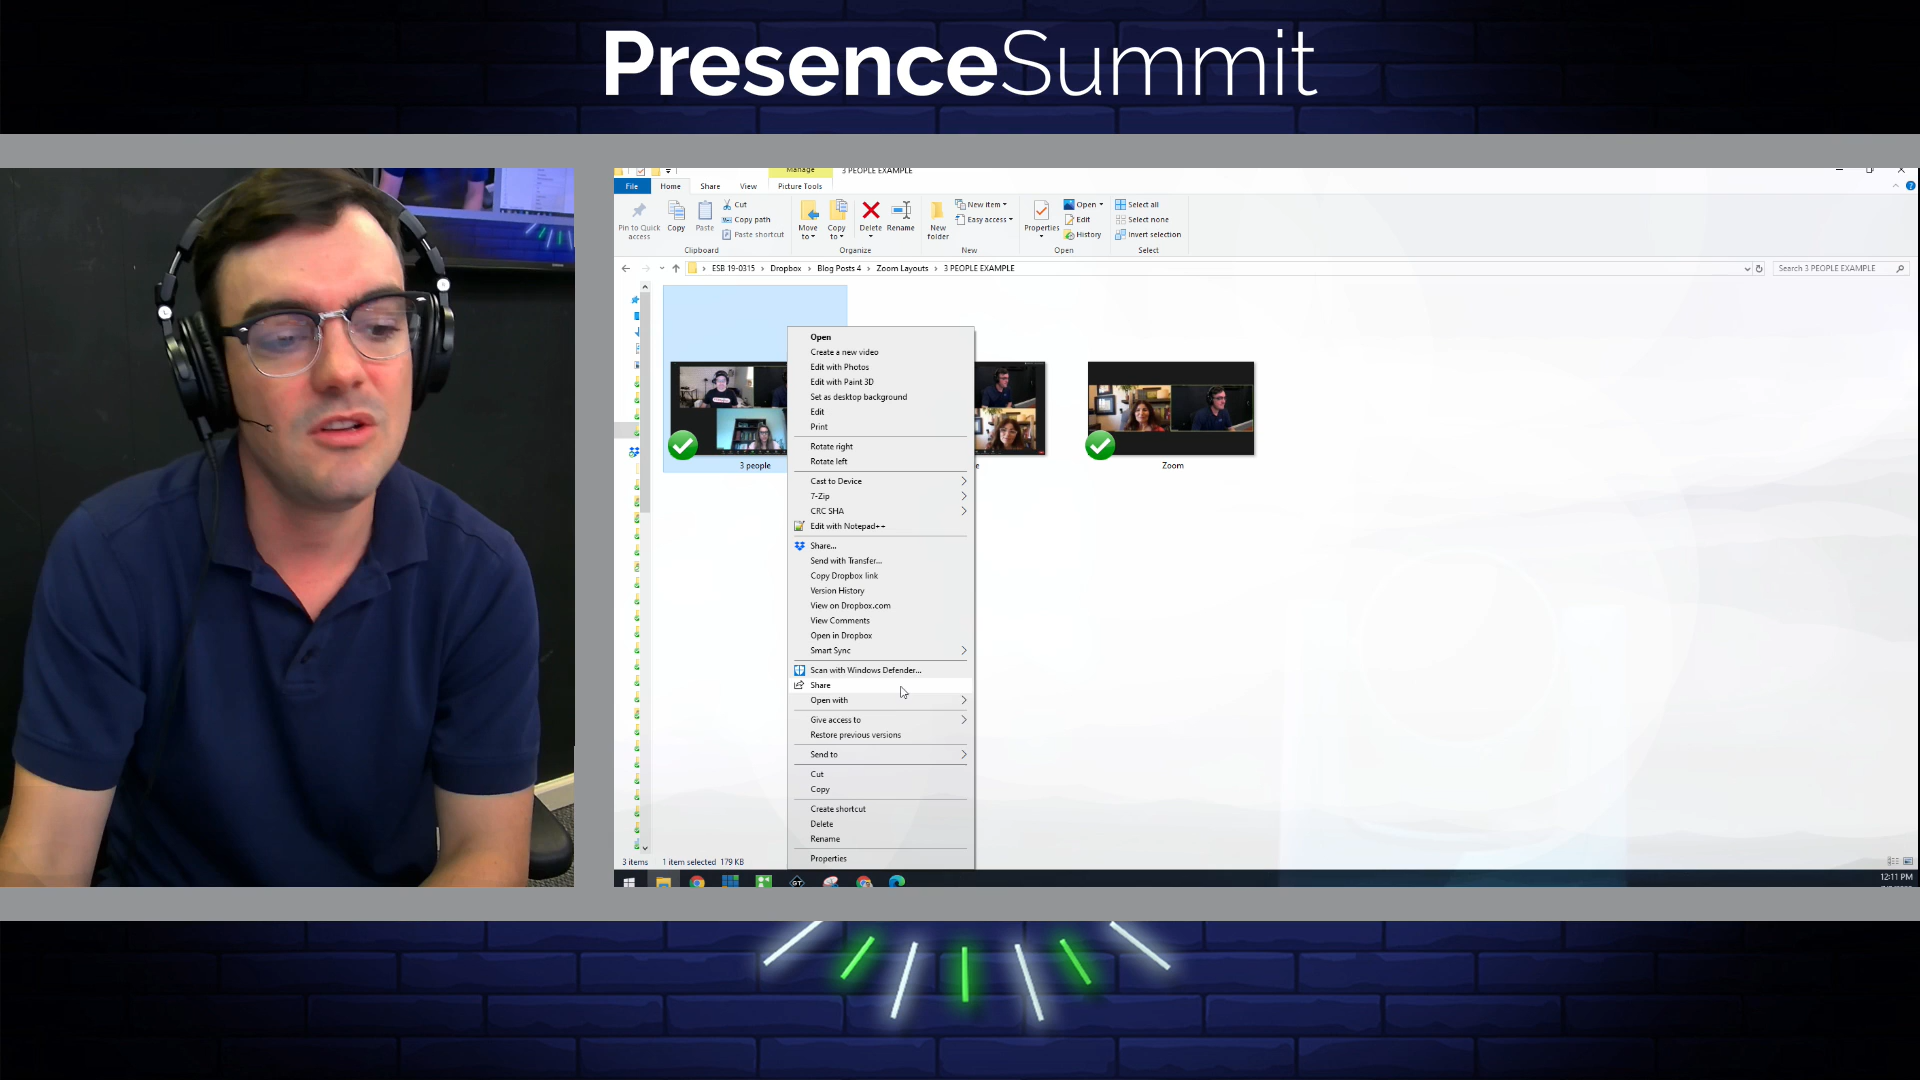 PresenceSummit
Manage
3 PEOPLE EXAMPLE
File
Home
Share
View
Picture Tools
Pin to Quick access
Copy
Paste
Cut
Copy path
Paste shortcut
Move to
Copy to
Delete
Rename
New folder
New item
Easy access
Properties
Open
Edit
History
Select all
Select none
Invert selection
Clipboard
Organize
New
Open
Select
ESB 19-0315 > Dropbox > Blog Posts 4 > Zoom Layouts > 3 PEOPLE EXAMPLE
Search 3 PEOPLE EXAMPLE
3 people
e
Zoom
Open
Create a new video
Edit with Photos
Edit with Paint 3D
Set as desktop background
Edit
Print
Rotate right
Rotate left
Cast to Device
7-Zip
CRC SHA
Edit with Notepad++
Share...
Send with Transfer...
Copy Dropbox link
Version History
View on Dropbox.com
View Comments
Open in Dropbox
Smart Sync
Scan with Windows Defender...
Share
Open with
Give access to
Restore previous versions
Send to
Cut
Copy
Create shortcut
Delete
Rename
Properties
3 items
1 item selected 179 KB
12:11 PM